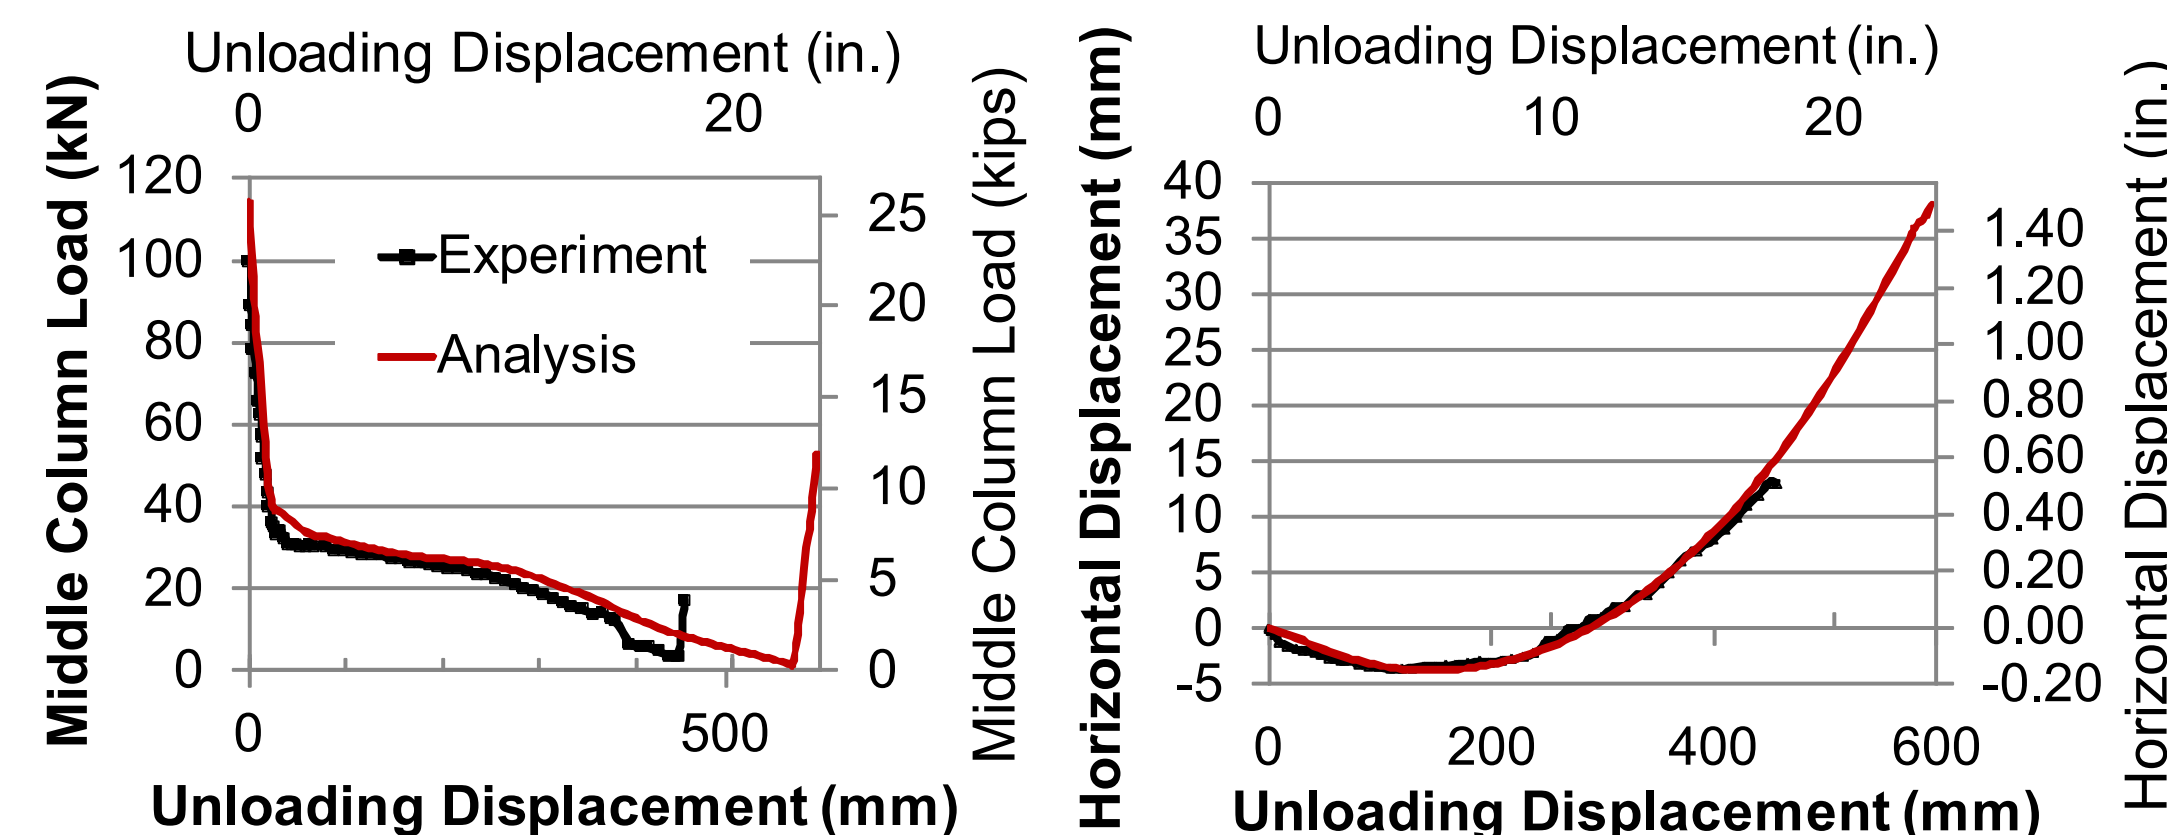 Unloading Displacement (in.)
0 20
Middle Column Load (kN)
120
100
80
60
40
20
0
Experiment
Analysis
25
20
15
10
5
0
Middle Column Load (kips)
0 500
Unloading Displacement (mm)
Unloading Displacement (in.)
0 10 20
Horizontal Displacement (mm)
40
35
30
25
20
15
10
5
0
-5
1.40
1.20
1.00
0.80
0.60
0.40
0.20
0.00
-0.20
Horizontal Displacement (in.)
0 200 400 600
Unloading Displacement (mm)